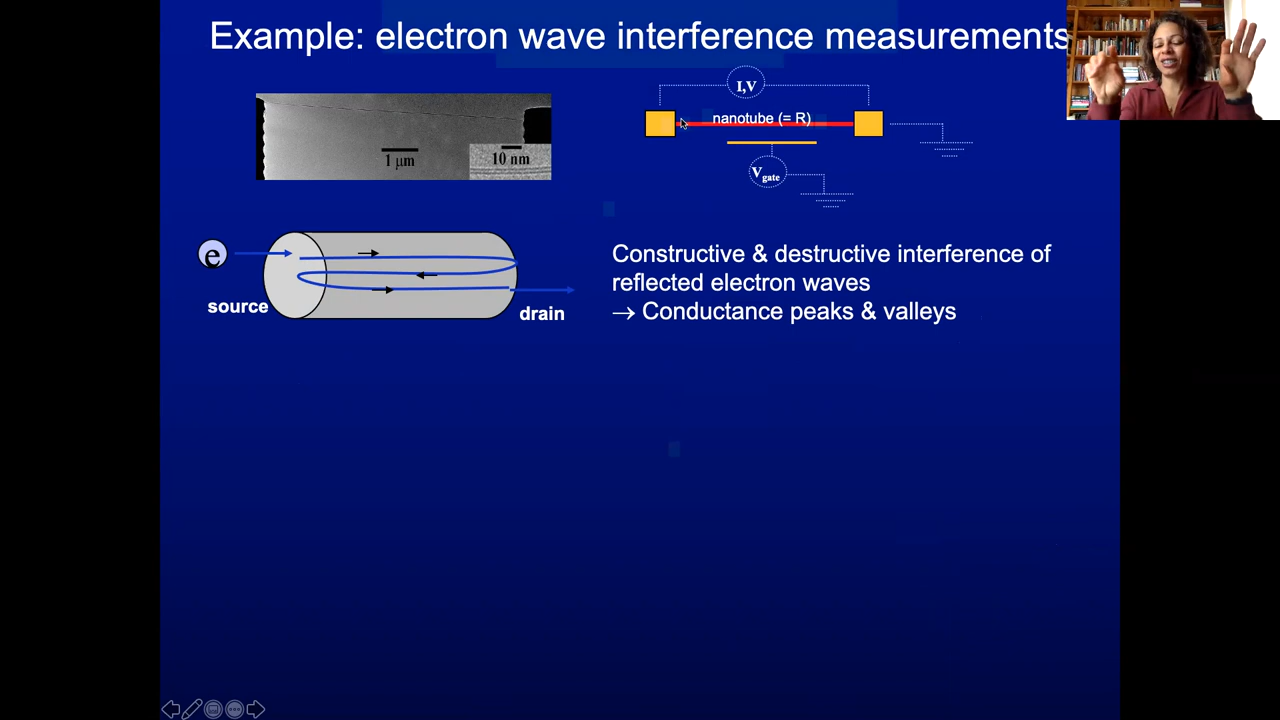 Example: electron wave interference measurements
I,V
nanotube (= R)
1 μm
10 nm
Vgate
e
source
drain
Constructive & destructive interference of
reflected electron waves
→ Conductance peaks & valleys